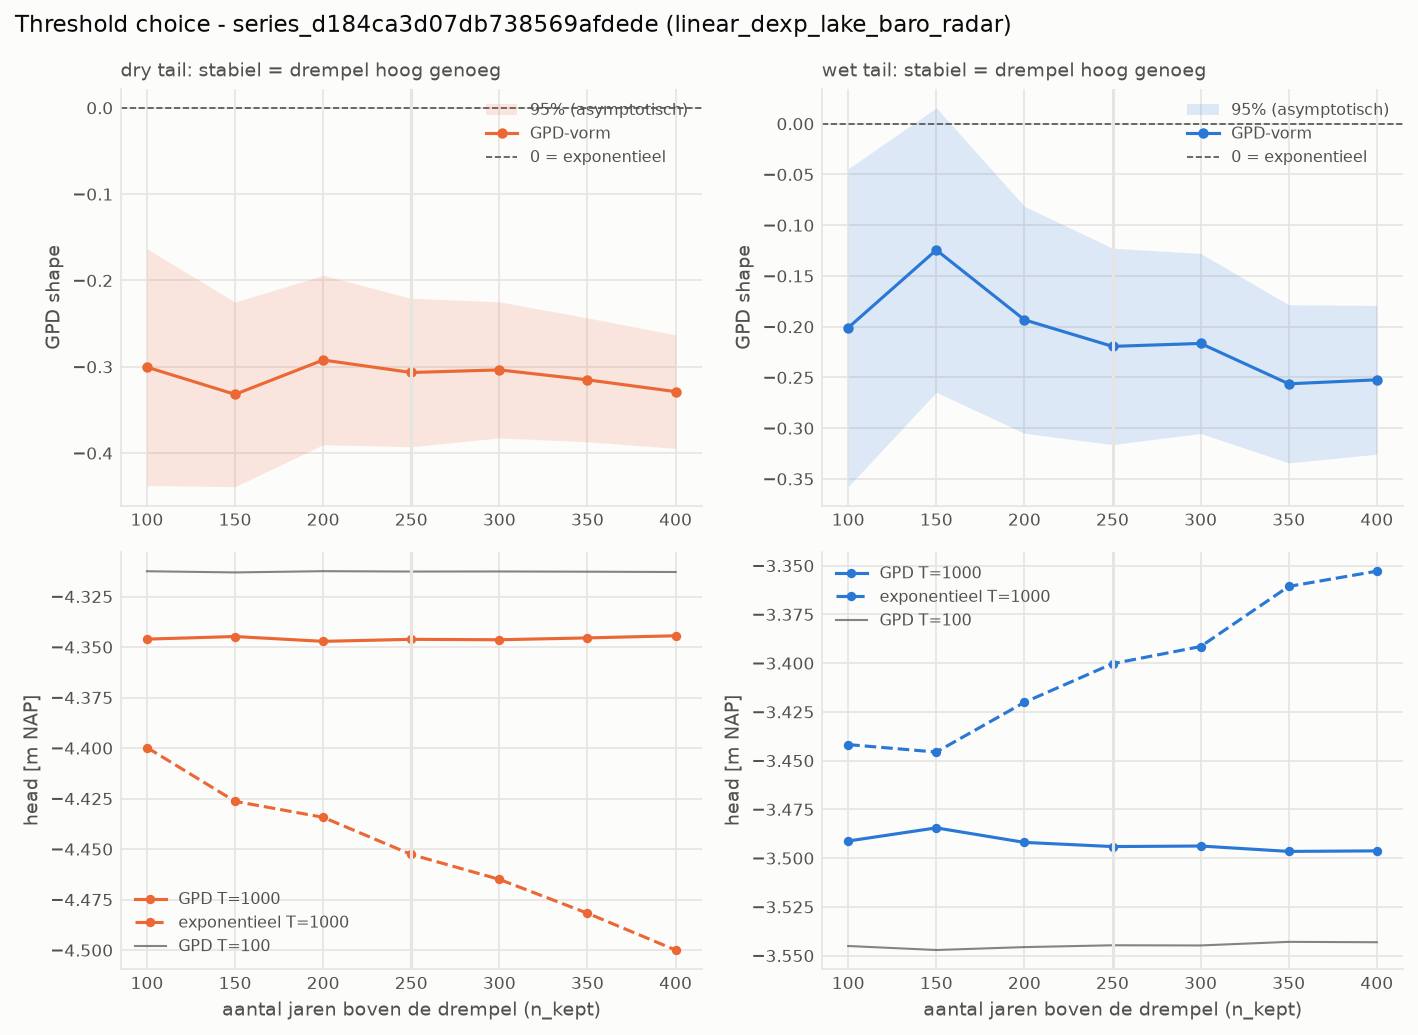 Threshold choice - series_d184ca3d07db738569afdede (linear_dexp_lake_baro_radar)
dry tail: stabiel = drempel hoog genoeg
95% (asymptotisch)
GPD-vorm
0 = exponentieel
GPD shape
0.0
−0.1
−0.2
−0.3
−0.4
100 150 200 250 300 350 400
wet tail: stabiel = drempel hoog genoeg
95% (asymptotisch)
GPD-vorm
0 = exponentieel
GPD shape
0.00
−0.05
−0.10
−0.15
−0.20
−0.25
−0.30
−0.35
100 150 200 250 300 350 400
head [m NAP]
−4.325
−4.350
−4.375
−4.400
−4.425
−4.450
−4.475
−4.500
GPD T=1000
exponentieel T=1000
GPD T=100
100 150 200 250 300 350 400
aantal jaren boven de drempel (n_kept)
GPD T=1000
exponentieel T=1000
GPD T=100
head [m NAP]
−3.350
−3.375
−3.400
−3.425
−3.450
−3.475
−3.500
−3.525
−3.550
100 150 200 250 300 350 400
aantal jaren boven de drempel (n_kept)